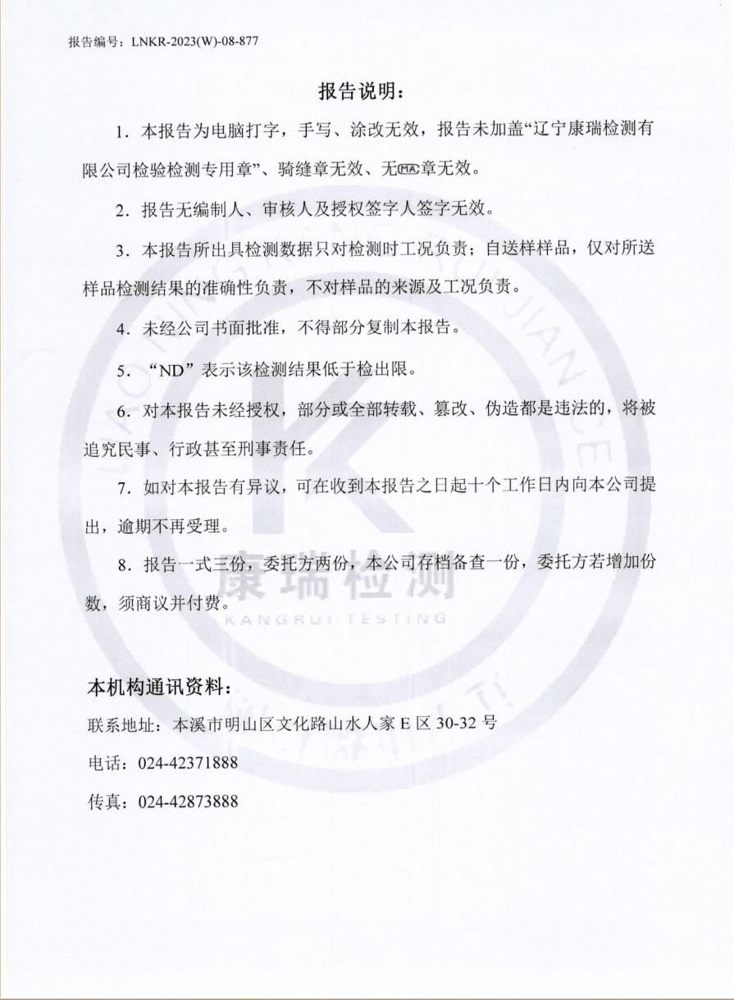 报告编号：LNKR-2023(W)-08-877
报告说明：
1．本报告为电脑打字，手写、涂改无效，报告未加盖“辽宁康瑞检测有
限公司检验检测专用章”、骑缝章无效、无MA章无效。
2．报告无编制人、审核人及授权签字人签字无效。
3．本报告所出具检测数据只对检测时工况负责；自送样样品，仅对所送
样品检测结果的准确性负责，不对样品的来源及工况负责。
4．未经公司书面批准，不得部分复制本报告。
5．“ND”表示该检测结果低于检出限。
6．对本报告未经授权，部分或全部转载、篡改、伪造都是违法的，将被
追究民事、行政甚至刑事责任。
7．如对本报告有异议，可在收到本报告之日起十个工作日内向本公司提
出，逾期不再受理。
8．报告一式三份，委托方两份，本公司存档备查一份，委托方若增加份
数，须商议并付费。
康瑞检测
KANGRUI TESTING
本机构通讯资料：
联系地址：本溪市明山区文化路山水人家 E 区 30-32 号
电话：024-42371888
传真：024-42873888